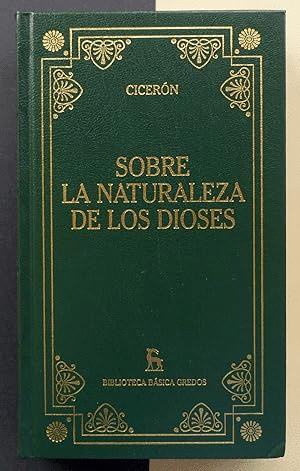 CICERÓN
SOBRE
LA NATURALEZA
DE LOS DIOSES
BIBLIOTECA BÁSICA GREDOS